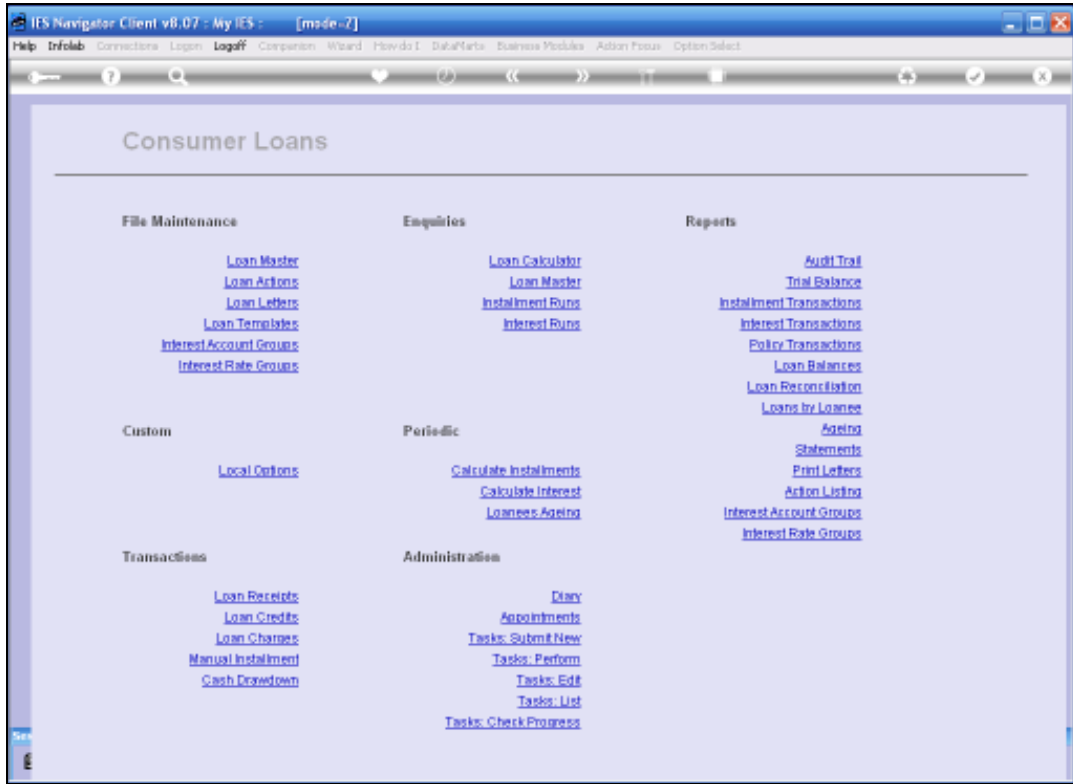 IES Navigator Client v8.07 : My IES : [mode=2]
Help Infolab Connections Logon Logoff Companion Wizard How do I DataMarts Business Modules Action Focus Option Select
Consumer Loans
File Maintenance
Loan Master
Loan Actions
Loan Letters
Loan Templates
Interest Account Groups
Interest Rate Groups
Enquiries
Loan Calculator
Loan Master
Installment Runs
Interest Runs
Reports
Audit Trail
Trial Balance
Installment Transactions
Interest Transactions
Policy Transactions
Loan Balances
Loan Reconciliation
Loans by Loanee
Ageing
Statements
Print Letters
Action Listing
Interest Account Groups
Interest Rate Groups
Custom
Local Options
Periodic
Calculate Installments
Calculate Interest
Loanees Ageing
Transactions
Loan Receipts
Loan Credits
Loan Charges
Manual Installment
Cash Drawdown
Administration
Diary
Appointments
Tasks: Submit New
Tasks: Perform
Tasks: Edit
Tasks: List
Tasks: Check Progress